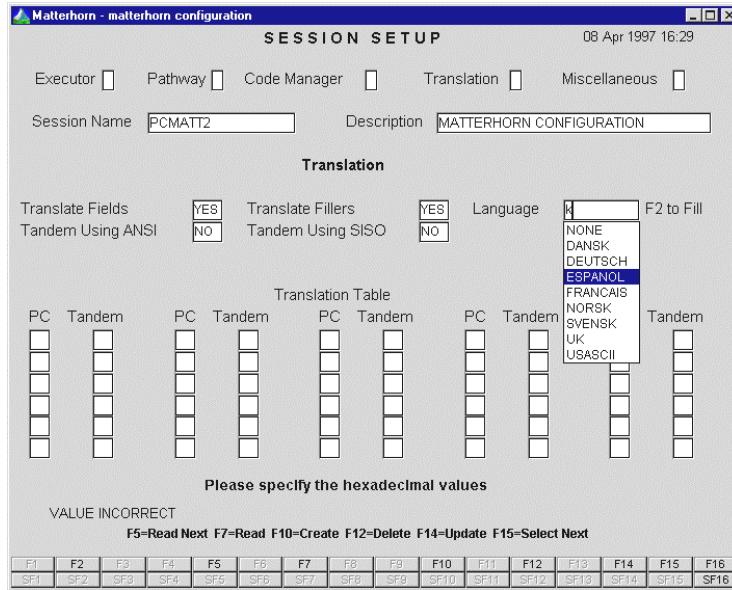 Matterhorn - matterhorn configuration
SESSION SETUP 08 Apr 1997 16:29
Executor Pathway Code Manager Translation Miscellaneous
Session Name PCMATT2 Description MATTERHORN CONFIGURATION
Translation
Translate Fields YES Translate Fillers YES Language k F2 to Fill
Tandem Using ANSI NO Tandem Using SISO NO
NONE
DANSK
DEUTSCH
ESPANOL
FRANCAIS
NORSK
SVENSK
UK
USASCII
Translation Table
PC Tandem PC Tandem PC Tandem PC Tandem Tandem
Please specify the hexadecimal values
VALUE INCORRECT
F5=Read Next F7=Read F10=Create F12=Delete F14=Update F15=Select Next
F1 F2 F3 F4 F5 F6 F7 F8 F9 F10 F11 F12 F13 F14 F15 F16
SF1 SF2 SF3 SF4 SF5 SF6 SF7 SF8 SF9 SF10 SF11 SF12 SF13 SF14 SF15 SF16